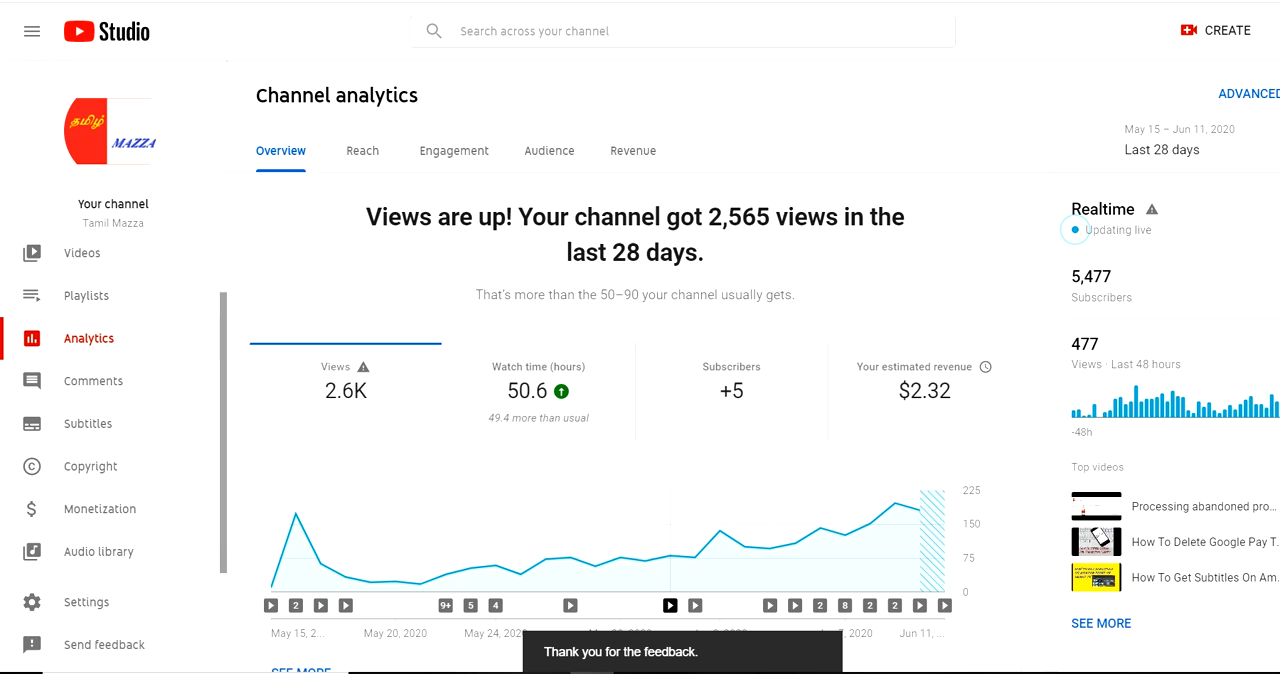 Studio
Search across your channel
CREATE
தமிழ்
MAZZA
Your channel
Tamil Mazza
Videos
Playlists
Analytics
Comments
Subtitles
Copyright
Monetization
Audio library
Settings
Send feedback
Channel analytics
ADVANCED
May 15 – Jun 11, 2020
Last 28 days
Overview
Reach
Engagement
Audience
Revenue
Views are up! Your channel got 2,565 views in the
last 28 days.
That's more than the 50–90 your channel usually gets.
Views
2.6K
Watch time (hours)
50.6
49.4 more than usual
Subscribers
+5
Your estimated revenue
$2.32
225
150
75
0
2
9+
5
4
2
8
2
2
May 15, 2...
May 20, 2020
May 24, 2020
7, 2020
Jun 11, ...
SEE MORE
Thank you for the feedback.
Realtime
Updating live
5,477
Subscribers
477
Views · Last 48 hours
-48h
Top videos
Processing abandoned pro...
How To Delete Google Pay T...
How To Get Subtitles On Am...
SEE MORE